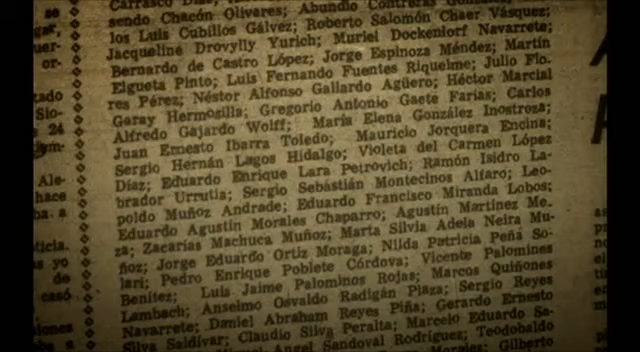 Carrasco Díaz;
sendo Chacón Olivares; Abundio Contreras
los Luis Cubillos Gálvez; Roberto Salomón Chaer Vásquez;
Jacqueline Drovylly Yurich; Muriel Dockendorf Navarrete;
Bernardo de Castro López; Jorge Espinoza Méndez; Martín
Elgueta Pinto; Luis Fernando Fuentes Riquelme; Julio Flo-
res Pérez; Néstor Alfonso Gallardo Agüero; Héctor Marcial
Garay Hermosilla; Gregorio Antonio Gaete Farías; Carlos
Alfredo Gajardo Wolff; María Elena González Inostroza;
Juan Ernesto Ibarra Toledo; Mauricio Jorquera Encina;
Sergio Hernán Lagos Hidalgo; Violeta del Carmen López
Díaz; Eduardo Enrique Lara Petrovich; Ramón Isidro La-
brador Urrutia; Sergio Sebástián Montecinos Alfaro; Leo-
poldo Muñoz Andrade; Eduardo Francisco Miranda Lobos;
Eduardo Agustín Morales Chaparro; Agustín Martínez Me-
za; Zacarías Machuca Muñoz; María Silvia Adela Neira Mu-
ñoz; Jorge Eduardo Ortiz Moraga; Nilda Patricia Peña So-
lari; Pedro Enrique Poblete Córdova; Vicente Palominos
Benítez; Luis Jaime Palominos Rojas; Marcos Quiñones
Lambach; Anselmo Osvaldo Radigán Plaza; Sergio Reyes
Navarrete; Daniel Abraham Reyes Piña; Gerardo Ernesto
Silva Saldívar; Claudio Silva Peralta; Marcelo Eduardo Sa-
Angel Sandoval Rodríguez; Teobaldo
Morales; Gilberto